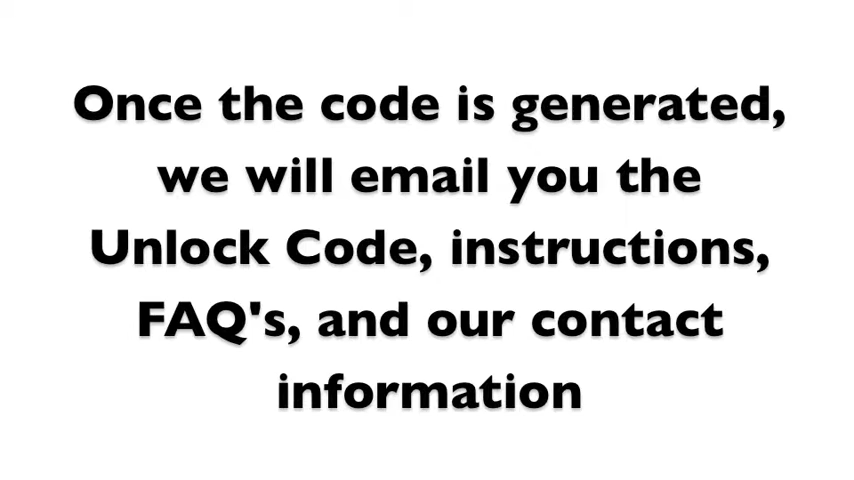 Once the code is generated,
we will email you the
Unlock Code, instructions,
FAQ's, and our contact
information